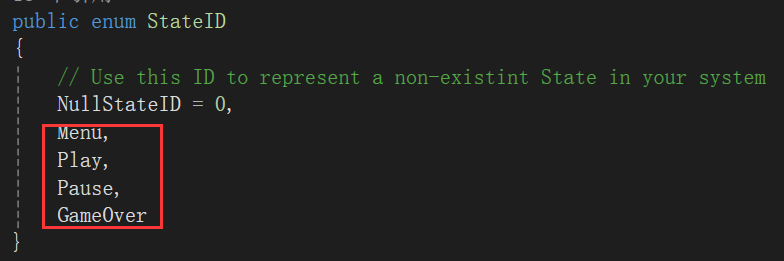 public enum StateID
{
// Use this ID to represent a non-existint State in your system
NullStateID = 0,
Menu,
Play,
Pause,
GameOver
}